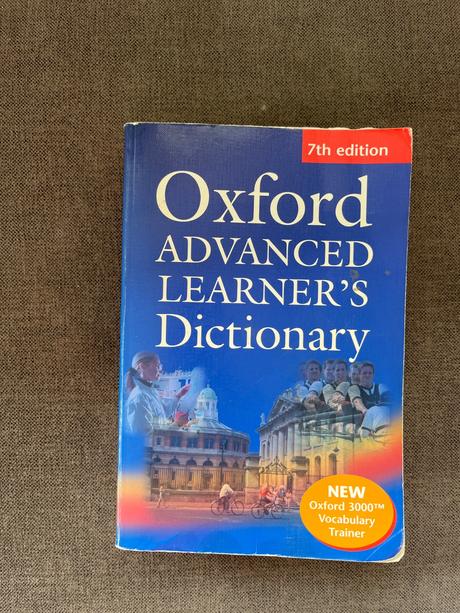 7th edition
Oxford
ADVANCED
LEARNER'S
Dictionary
NEW
Oxford 3000™
Vocabulary
Trainer